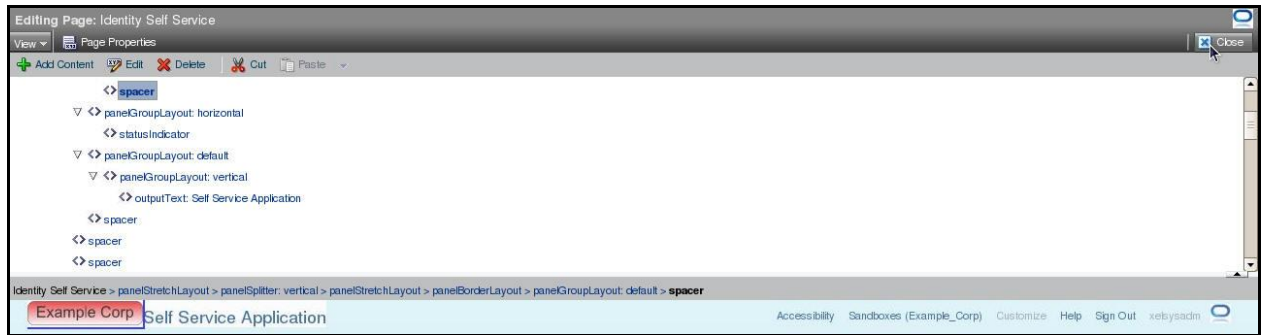 Editing Page: Identity Self Service
View Page Properties Close
Add Content Edit Delete Cut Paste
<> spacer
<> panelGroupLayout: horizontal
<> statusIndicator
<> panelGroupLayout: default
<> panelGroupLayout: vertical
<> outputText: Self Service Application
<> spacer
<> spacer
<> spacer
Identity Self Service > panelStretchLayout > panelSplitter: vertical > panelStretchLayout > panelBorderLayout > panelGroupLayout: default > spacer
Example Corp Self Service Application Accessibility Sandboxes (Example_Corp) Customize Help Sign Out xelsysadm